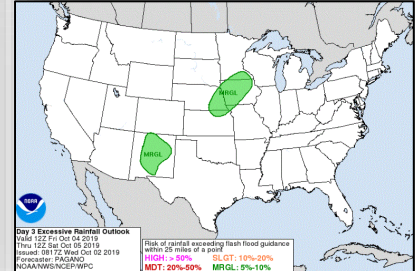 MRGL
MRGL
NOAA
Day 3 Excessive Rainfall Outlook
Valid 12Z Fri Oct 04 2019
Thru 12Z Sat Oct 05 2019
Issued: 0817Z Wed Oct 02 2019
Forecaster: PAGANO
NOAA/NWS/NCEP/WPC
Risk of rainfall exceeding flash flood guidance
within 25 miles of a point
HIGH: > 50% SLGT: 10%-20%
MDT: 20%-50% MRGL: 5%-10%